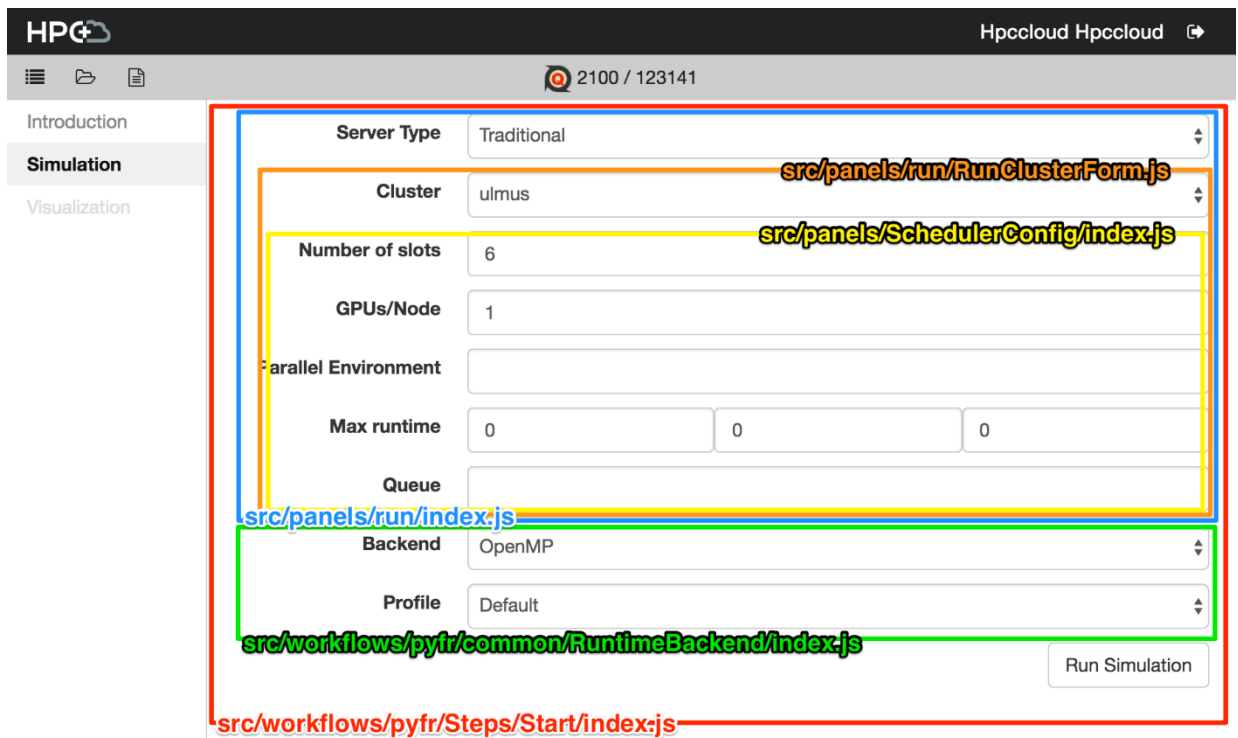 HPC
Hpccloud Hpccloud
2100 / 123141
Introduction
Simulation
Visualization
Server Type Traditional
src/panels/run/RunClusterForm.js
Cluster ulmus
src/panels/SchedulerConfig/index.js
Number of slots 6
GPUs/Node 1
Parallel Environment
Max runtime 0 0 0
Queue
src/panels/run/index.js
Backend OpenMP
Profile Default
src/workflows/pyfr/common/RuntimeBackend/index.js
Run Simulation
src/workflows/pyfr/Steps/Start/index.js